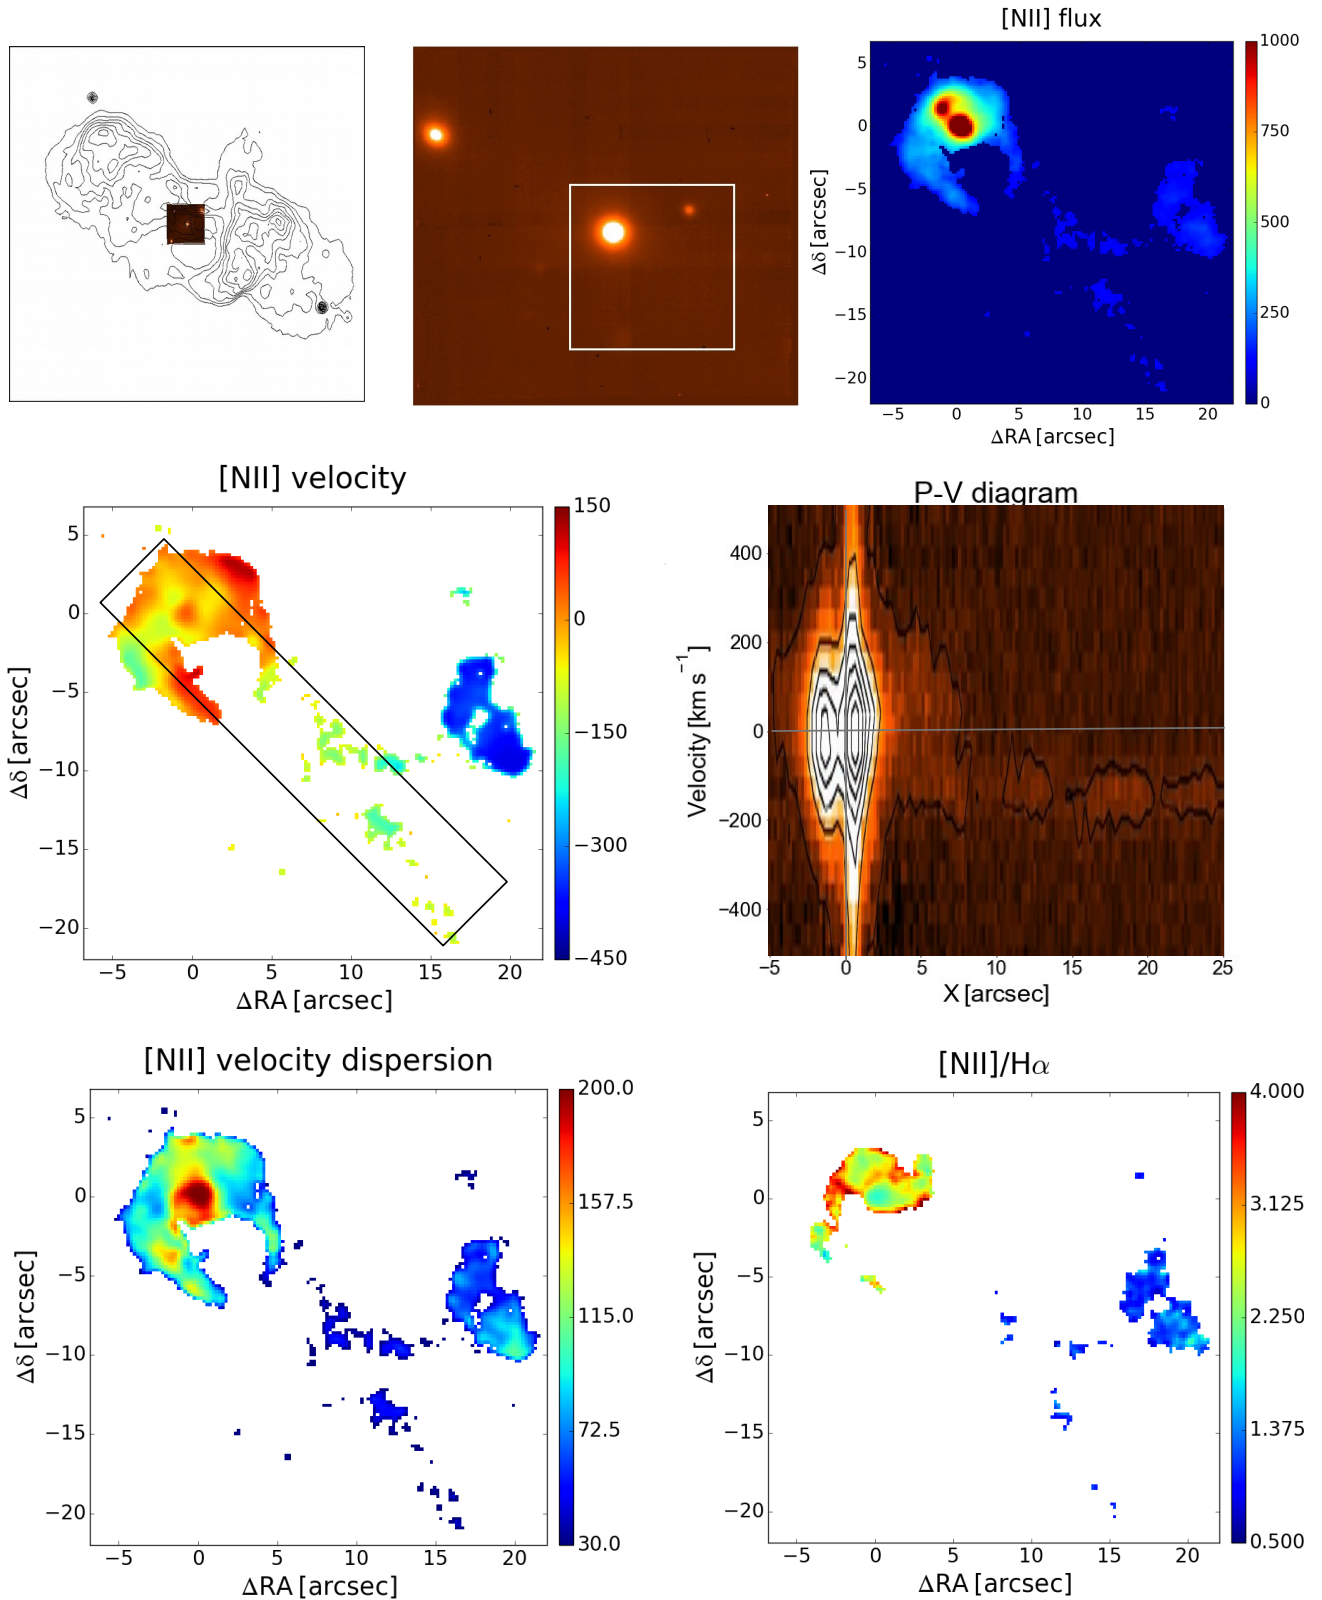 [NII] flux
5
0
−5
−10
−15
−20
Δδ [arcsec]
−5 0 5 10 15 20
ΔRA [arcsec]
1000
750
500
250
0
[NII] velocity
5
0
−5
−10
−15
−20
Δδ [arcsec]
−5 0 5 10 15 20
ΔRA [arcsec]
150
0
−150
−300
−450
P-V diagram
400
200
0
−200
−400
Velocity [km s−1]
−5 0 5 10 15 20 25
X [arcsec]
[NII] velocity dispersion
5
0
−5
−10
−15
−20
Δδ [arcsec]
−5 0 5 10 15 20
ΔRA [arcsec]
200.0
157.5
115.0
72.5
30.0
[NII]/Hα
5
0
−5
−10
−15
−20
Δδ [arcsec]
−5 0 5 10 15 20
ΔRA [arcsec]
4.000
3.125
2.250
1.375
0.500